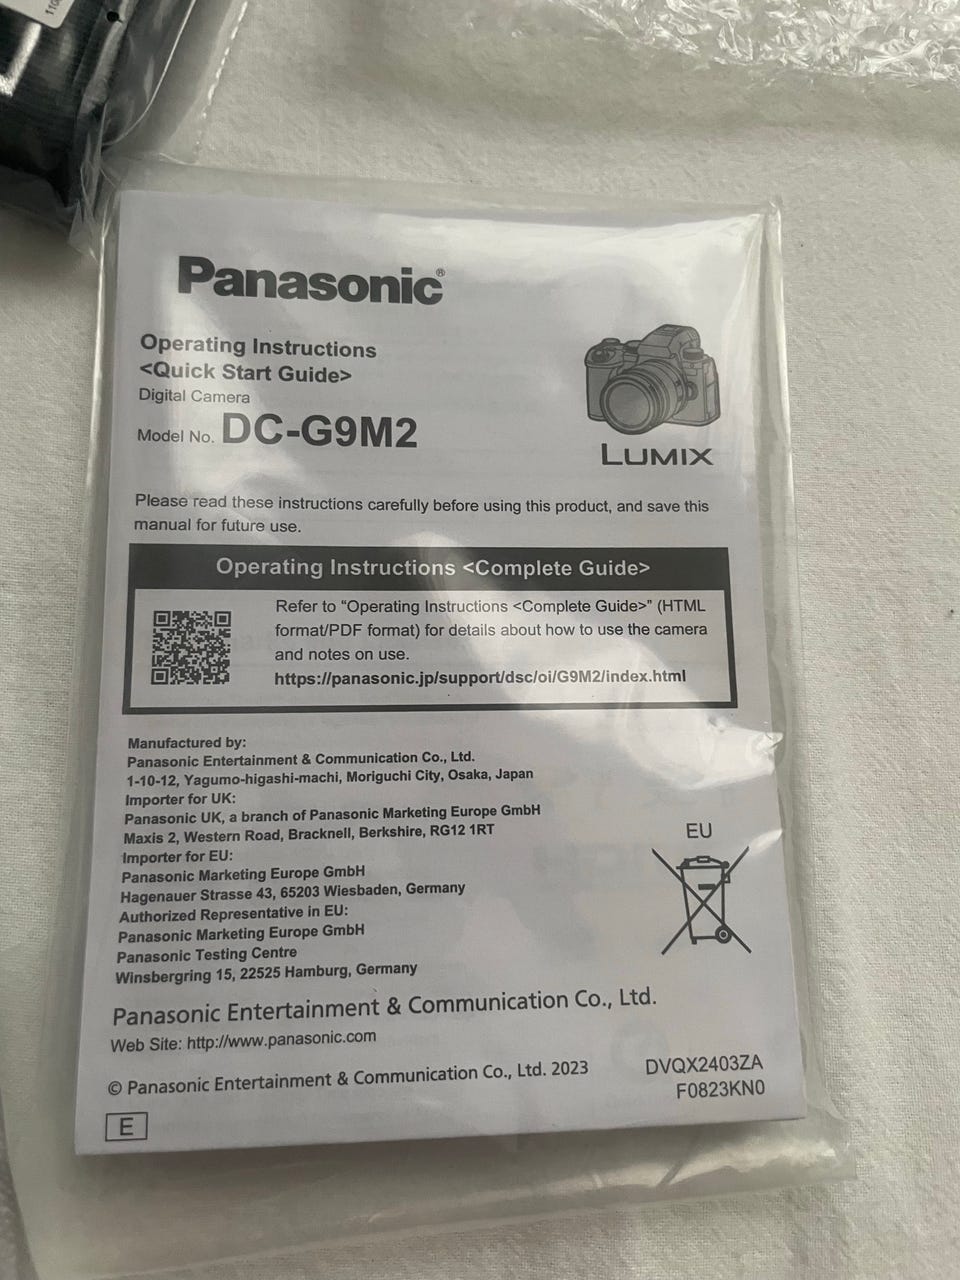 Panasonic®
Operating Instructions
<Quick Start Guide>
Digital Camera
Model No. DC-G9M2
LUMIX
Please read these instructions carefully before using this product, and save this
manual for future use.
Operating Instructions <Complete Guide>
Refer to “Operating Instructions <Complete Guide>” (HTML
format/PDF format) for details about how to use the camera
and notes on use.
https://panasonic.jp/support/dsc/oi/G9M2/index.html
Manufactured by:
Panasonic Entertainment & Communication Co., Ltd.
1-10-12, Yagumo-higashi-machi, Moriguchi City, Osaka, Japan
Importer for UK:
Panasonic UK, a branch of Panasonic Marketing Europe GmbH
Maxis 2, Western Road, Bracknell, Berkshire, RG12 1RT
Importer for EU:
Panasonic Marketing Europe GmbH
Hagenauer Strasse 43, 65203 Wiesbaden, Germany
Authorized Representative in EU:
Panasonic Marketing Europe GmbH
Panasonic Testing Centre
Winsbergring 15, 22525 Hamburg, Germany
EU
Panasonic Entertainment & Communication Co., Ltd.
Web Site: http://www.panasonic.com
© Panasonic Entertainment & Communication Co., Ltd. 2023
DVQX2403ZA
F0823KN0
E